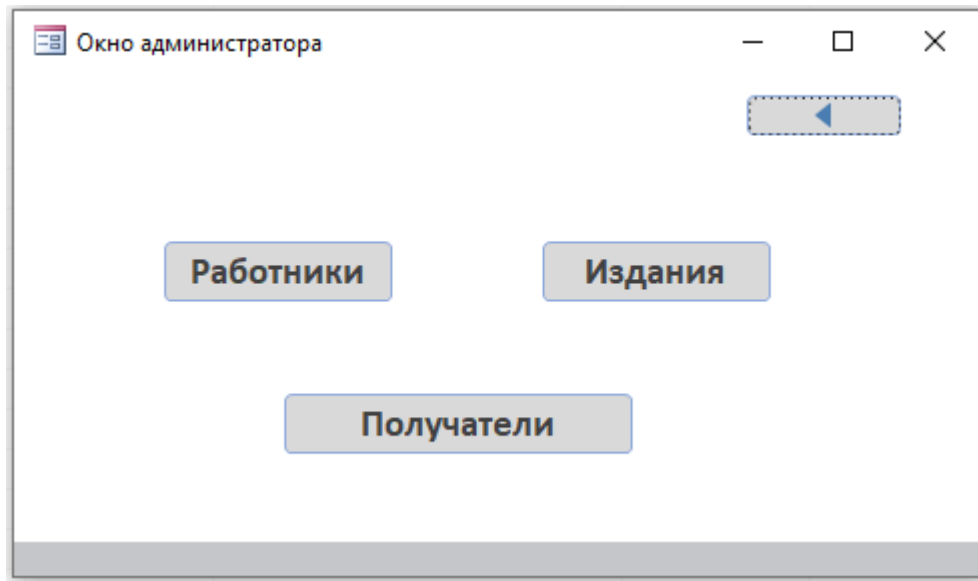 Окно администратора
Работники
Издания
Получатели